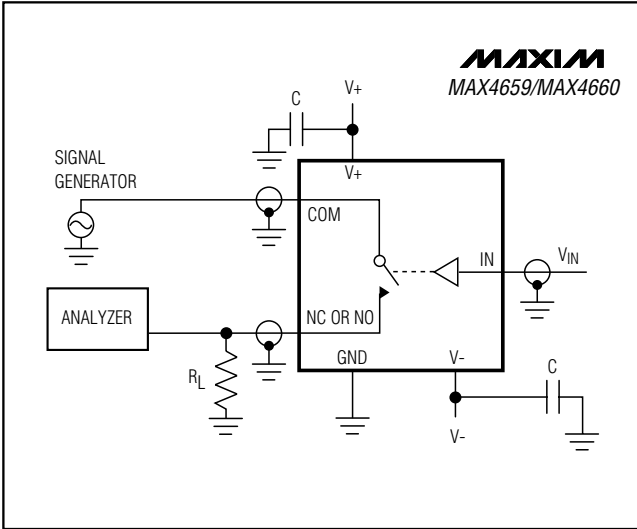 MAXIM
MAX4659/MAX4660
V+
C
V+
SIGNAL
GENERATOR
COM
IN
VIN
ANALYZER
NC OR NO
RL
GND
V-
C
V-